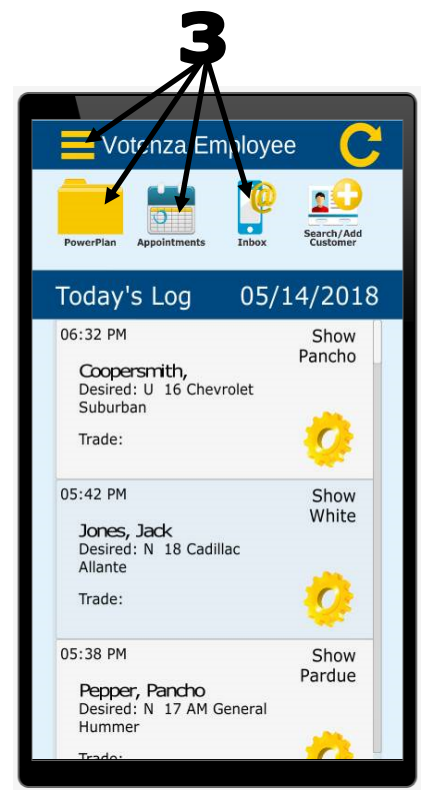 3
Votenza Employee
PowerPlan Appointments Inbox Search/Add
Customer
Today's Log 05/14/2018
06:32 PM Show
Pancho
Coopersmith,
Desired: U 16 Chevrolet
Suburban
Trade:
05:42 PM Show
White
Jones, Jack
Desired: N 18 Cadillac
Allante
Trade:
05:38 PM Show
Pardue
Pepper, Pancho
Desired: N 17 AM General
Hummer
Trade: